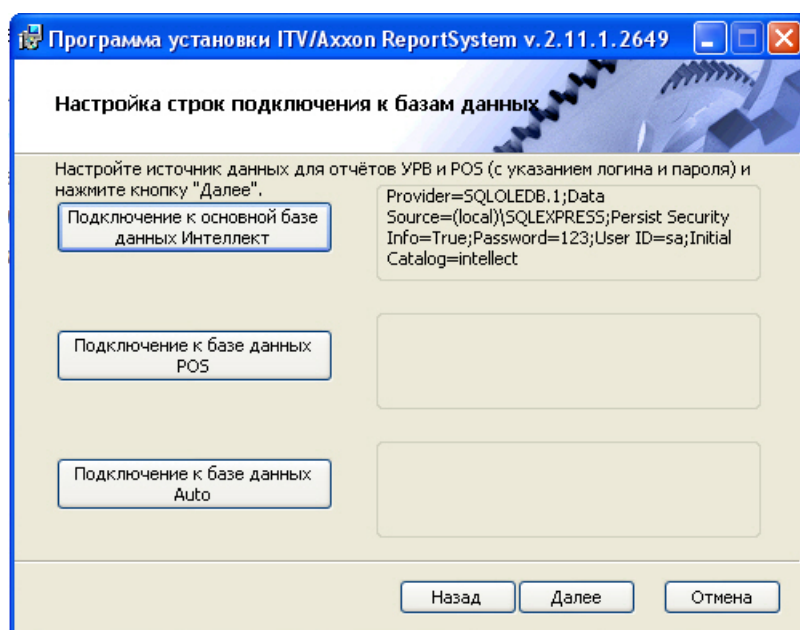 Программа установки ITV/Axxon ReportSystem v.2.11.1.2649
Настройка строк подключения к базам данных
Настройте источник данных для отчётов УРВ и POS (с указанием логина и пароля) и
нажмите кнопку "Далее".
Подключение к основной базе
данных Интеллект
Provider=SQLOLEDB.1;Data
Source=(local)\SQLEXPRESS;Persist Security
Info=True;Password=123;User ID=sa;Initial
Catalog=intellect
Подключение к базе данных
POS
Подключение к базе данных
Auto
Назад
Далее
Отмена